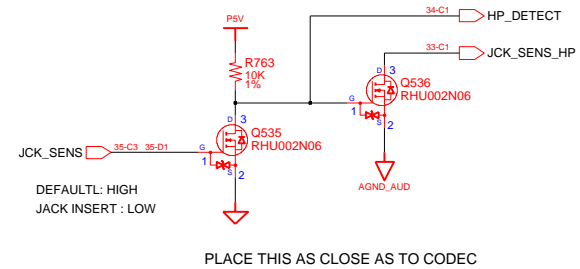 34-C1
HP_DETECT
P5V
33-C1
JCK_SENS_HP
R763
10K
1%
D
3
Q536
RHU002N06
G
1
S
2
D
3
Q535
RHU002N06
JCK_SENS
35-C3 35-D1
G
1
S
2
AGND_AUD
DEFAULTL: HIGH
JACK INSERT : LOW
PLACE THIS AS CLOSE AS TO CODEC